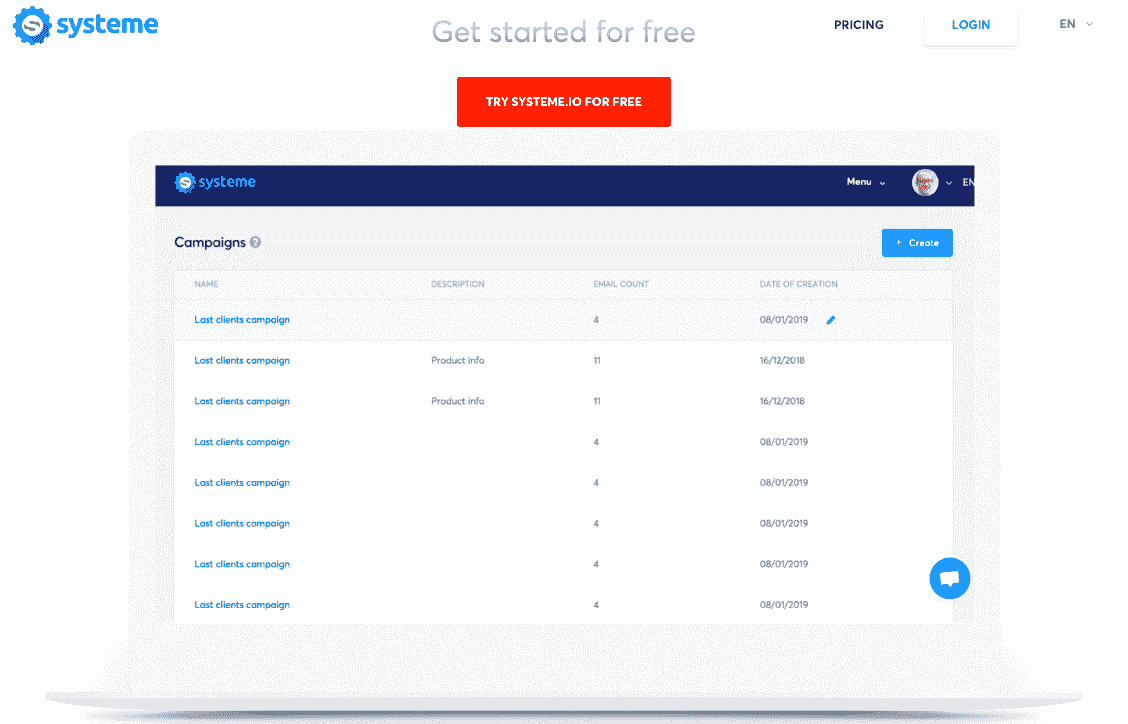 systeme
Get started for free
PRICING
LOGIN
EN
TRY SYSTEME.IO FOR FREE
systeme
Menu
EN
Campaigns ?
+ Create
NAME DESCRIPTION EMAIL COUNT DATE OF CREATION
Last clients campaign 4 08/01/2019
Last clients campaign Product info 11 16/12/2018
Last clients campaign Product info 11 16/12/2018
Last clients campaign 4 08/01/2019
Last clients campaign 4 08/01/2019
Last clients campaign 4 08/01/2019
Last clients campaign 4 08/01/2019
Last clients campaign 4 08/01/2019